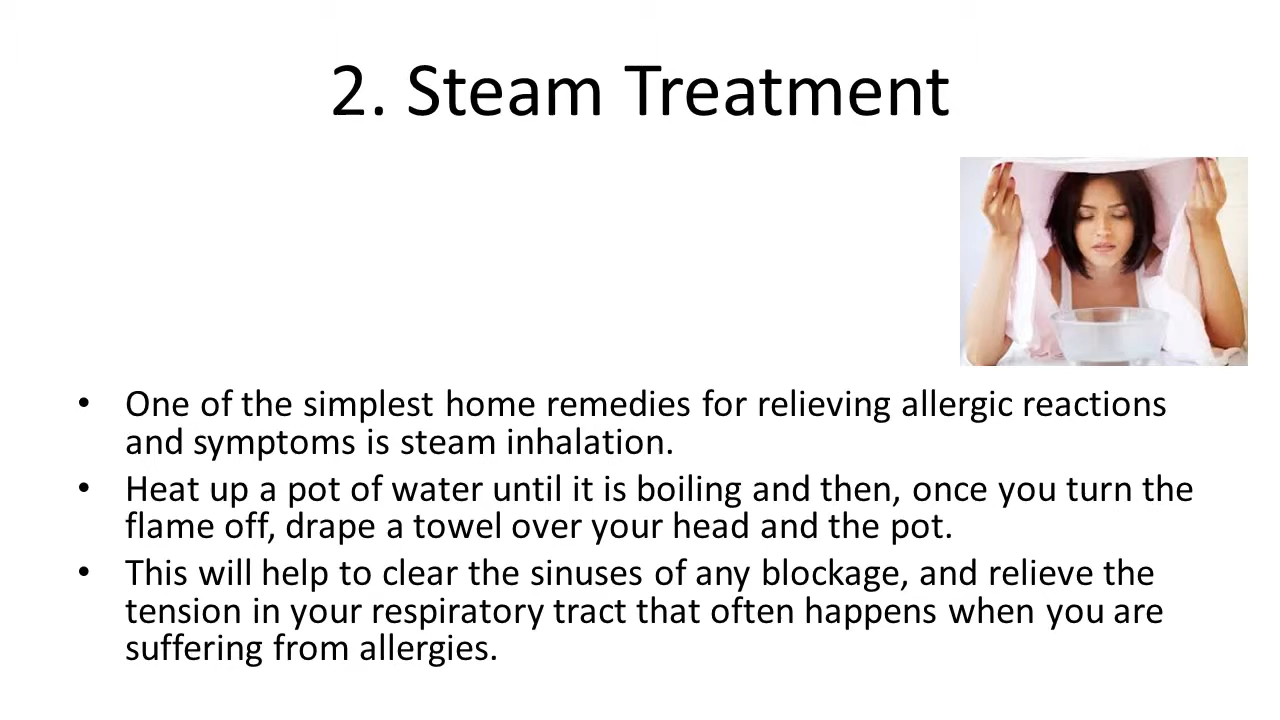 2. Steam Treatment
• One of the simplest home remedies for relieving allergic reactions
and symptoms is steam inhalation.
• Heat up a pot of water until it is boiling and then, once you turn the
flame off, drape a towel over your head and the pot.
• This will help to clear the sinuses of any blockage, and relieve the
tension in your respiratory tract that often happens when you are
suffering from allergies.